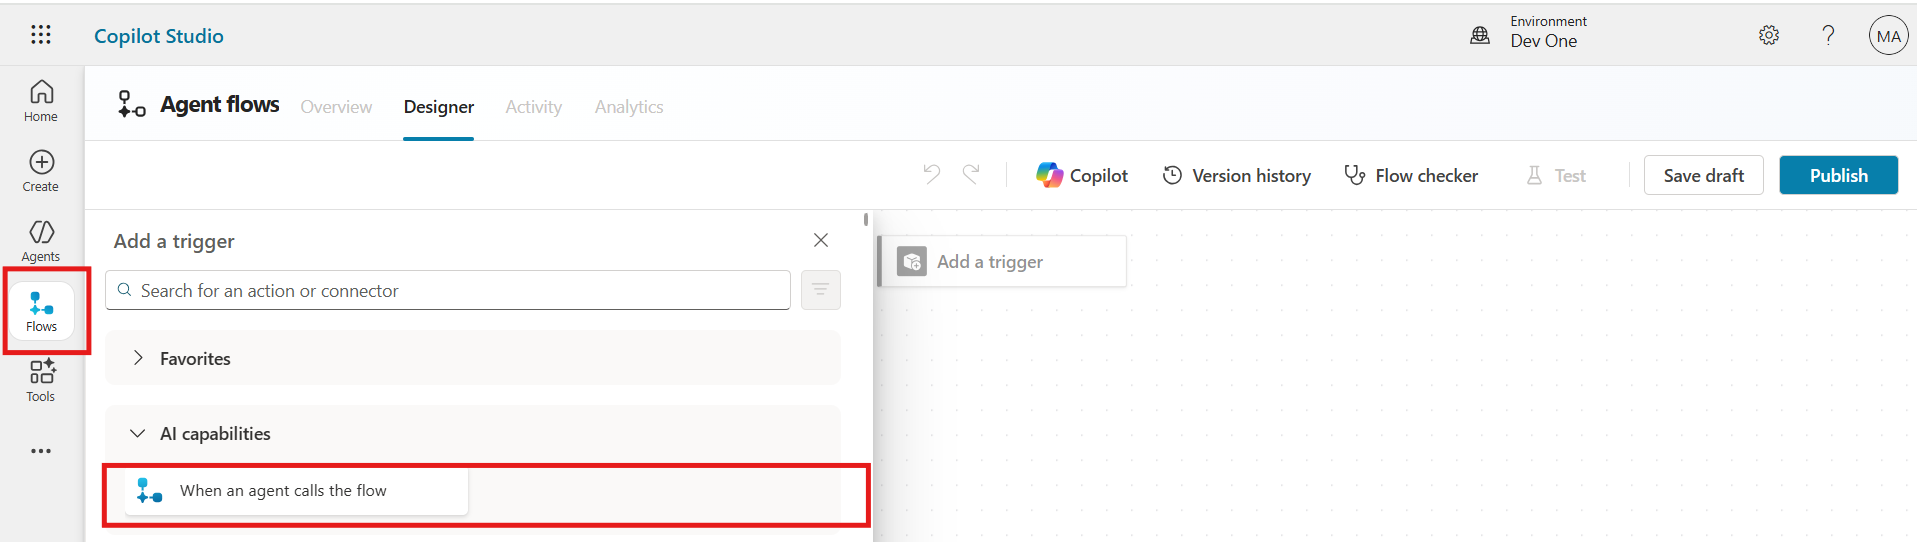 Copilot Studio
Environment
Dev One
MA
Home
Create
Agents
Flows
Tools
Agent flows
Overview
Designer
Activity
Analytics
Copilot
Version history
Flow checker
Test
Save draft
Publish
Add a trigger
Search for an action or connector
Favorites
AI capabilities
When an agent calls the flow
Add a trigger